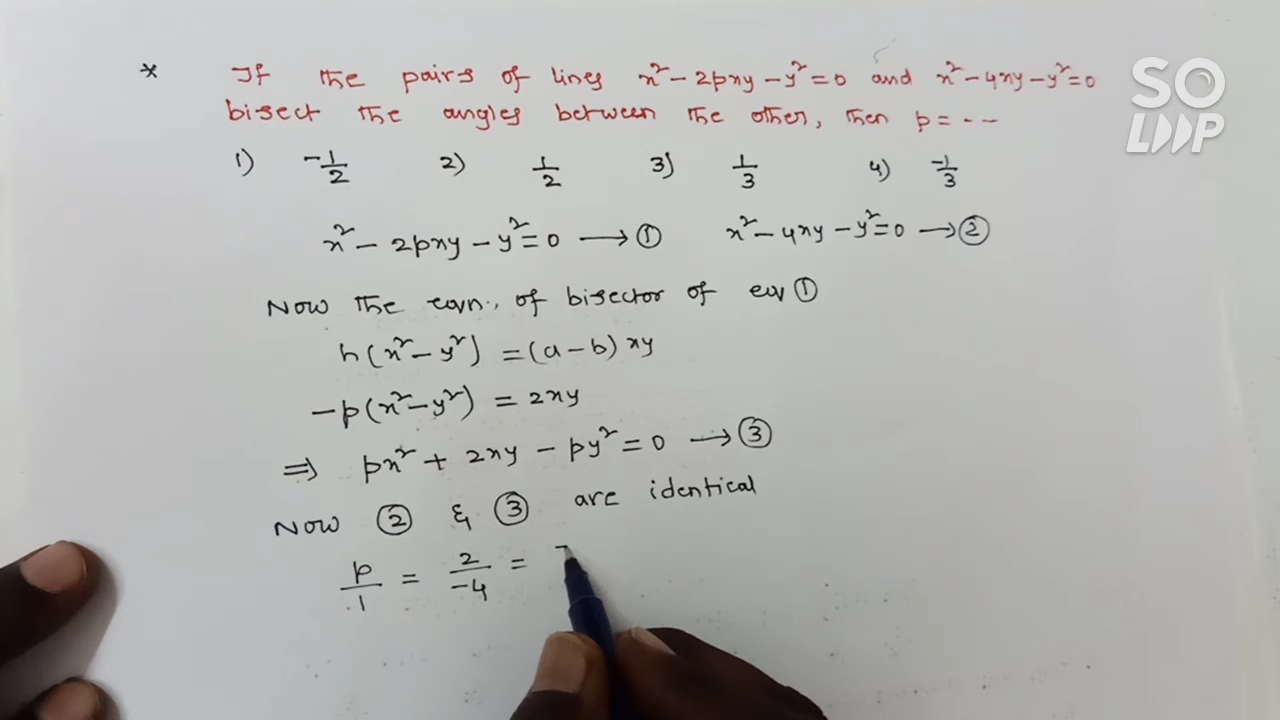 * If the pairs of lines x² - 2pxy - y² = 0 and x² - 4xy - y² = 0
bisect the angles between the other, then p = ---
1) -1/2 2) 1/2 3) 1/3 4) -1/3
x² - 2pxy - y² = 0 → ① x² - 4xy - y² = 0 → ②
Now the eqn., of bisector of eq ①
h(x² - y²) = (a - b) xy
-p(x² - y²) = 2xy
⇒ px² + 2xy - py² = 0 → ③
Now ② & ③ are identical
p/1 = 2/-4 =
SO
LOOP